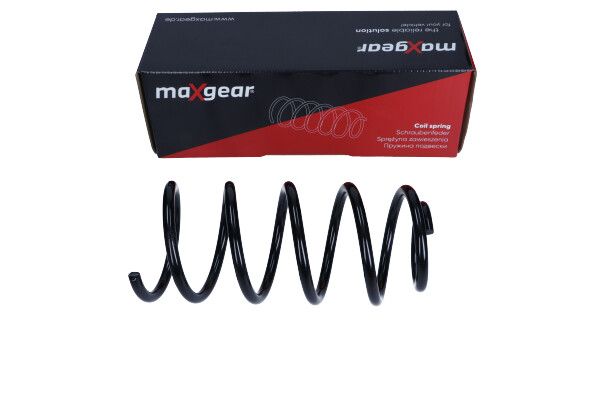 www.maxgear.de
maxgear
the reliable solution
for your vehicle!
maxgear
Coil spring
Schraubenfeder
Sprężyna zawieszenia
Пружина подвески